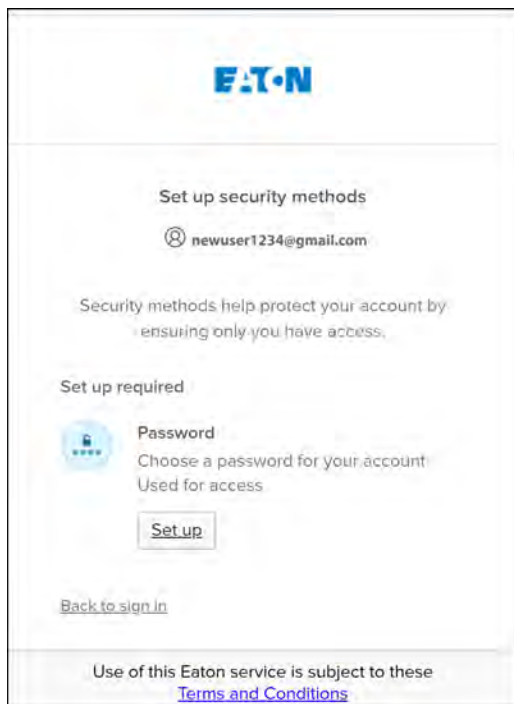 EATON
Set up security methods
newuser1234@gmail.com
Security methods help protect your account by
ensuring only you have access.
Set up required
Password
Choose a password for your account
Used for access
Set up
Back to sign in
Use of this Eaton service is subject to these
Terms and Conditions